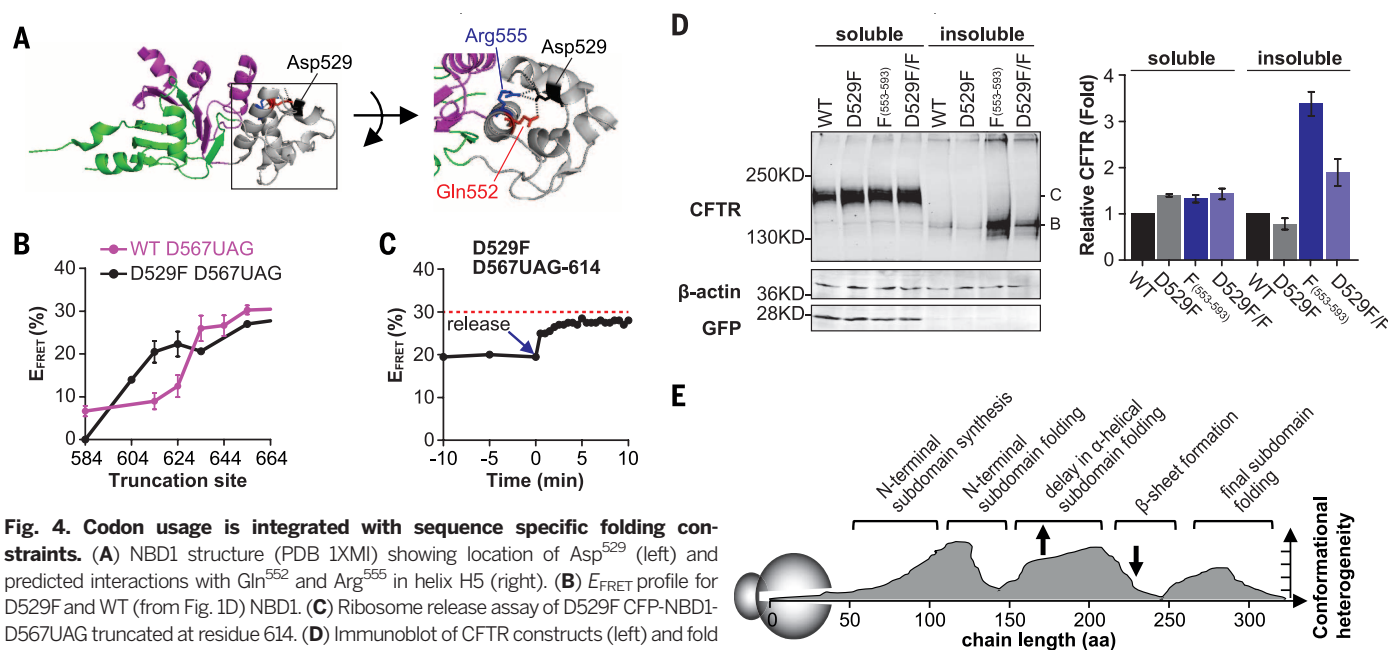 A
Asp529
Arg555
Asp529
Gln552
B
WT D567UAG
D529F D567UAG
E_FRET (%)
40
30
20
10
0
584 604 624 644 664
Truncation site
C
D529F
D567UAG-614
release
E_FRET (%)
40
30
20
10
0
-10 -5 0 5 10
Time (min)
Fig. 4. Codon usage is integrated with sequence specific folding con-
straints. (A) NBD1 structure (PDB 1XMI) showing location of Asp⁵²⁹ (left) and
predicted interactions with Gln⁵⁵² and Arg⁵⁵⁵ in helix H5 (right). (B) E_FRET profile for
D529F and WT (from Fig. 1D) NBD1. (C) Ribosome release assay of D529F CFP-NBD1-
D567UAG truncated at residue 614. (D) Immunoblot of CFTR constructs (left) and fold
D
soluble insoluble
WT D529F F(553-593) D529F/F WT D529F F(553-593) D529F/F
250KD
C
CFTR
B
130KD
β-actin 36KD
28KD
GFP
soluble insoluble
Relative CFTR (Fold)
4
3
2
1
0
WT D529F F(553-593) D529F/F WT D529F F(553-593) D529F/F
E
N-terminal
subdomain synthesis
N-terminal
subdomain folding
delay in α-helical
subdomain folding
β-sheet formation
final subdomain
folding
0 50 100 150 200 250 300
chain length (aa)
Conformational
heterogeneity